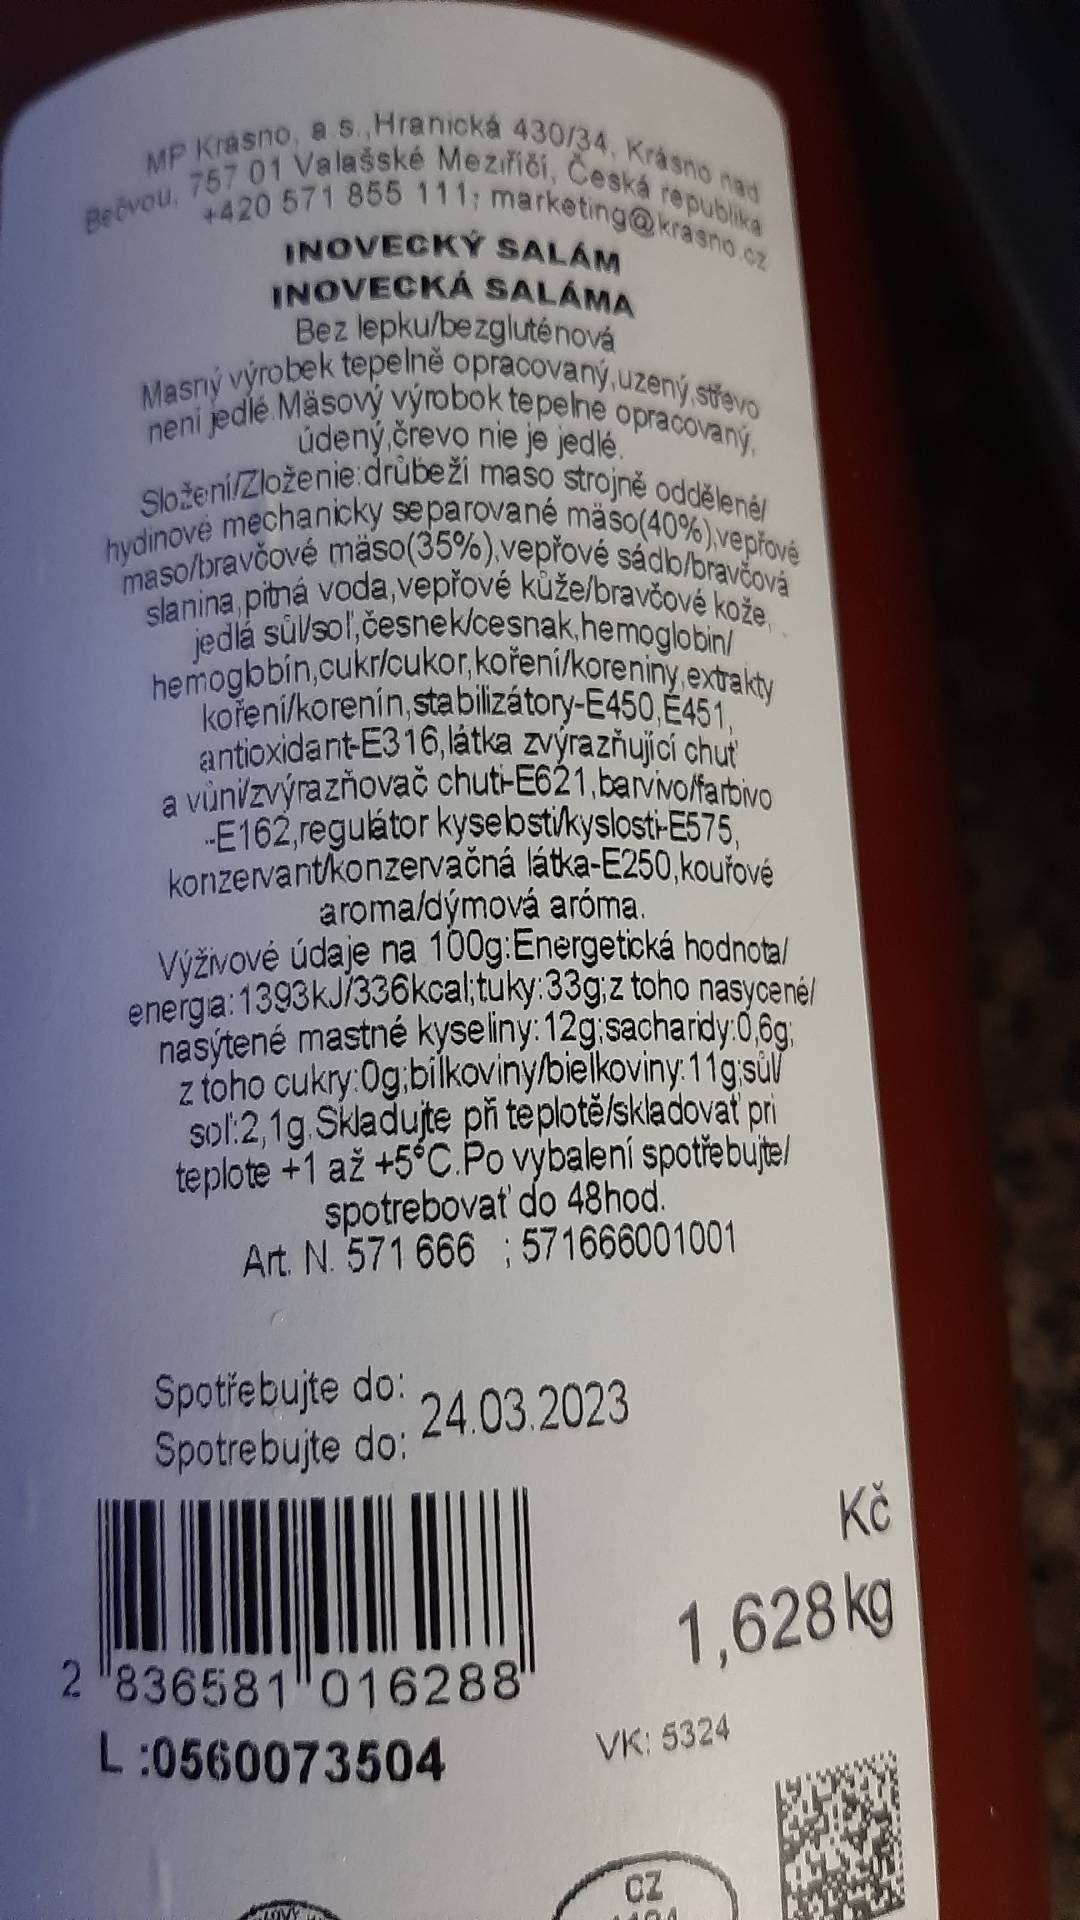 MP Krásno, a.s.,Hranická 430/34, Krásno nad
Bečvou, 757 01 Valašské Meziříčí, Česká republika
+420 571 855 111; marketing@krasno.cz
INOVECKÝ SALÁM
INOVECKÁ SALÁMA
Bez lepku/bezgluténová
Masný výrobek tepelně opracovaný,uzený,střevo
není jedlé.Mäsový výrobok tepelne opracovaný,
údený,črevo nie je jedlé.
Složení/Zloženie:drůbeží maso strojně oddělené/
hydinové mechanicky separované mäso(40%),vepřové
maso/bravčové mäso(35%),vepřové sádlo/bravčová
slanina,pitná voda,vepřové kůže/bravčové kože,
jedlá sůl/soľ,česnek/cesnak,hemoglobin/
hemoglobín,cukr/cukor,koření/koreniny,extrakty
koření/korenín,stabilizátory-E450,E451,
antioxidant-E316,látka zvýrazňující chuť
a vůni/zvýrazňovač chuti-E621,barvivo/farbivo
-E162,regulátor kyselosti/kyslosti-E575,
konzervant/konzervačná látka-E250,kouřové
aroma/dýmová aróma.
Výživové údaje na 100g:Energetická hodnota/
energia:1393kJ/336kcal;tuky:33g;z toho nasycené/
nasýtené mastné kyseliny:12g;sacharidy:0,6g;
z toho cukry:0g;bílkoviny/bielkoviny:11g;sůl/
soľ:2,1g.Skladujte při teplotě/skladovať pri
teplote +1 až +5°C.Po vybalení spotřebujte/
spotrebovať do 48hod.
Art. N. 571 666 ; 571666001001
Spotřebujte do:
Spotrebujte do: 24.03.2023
Kč
1,628kg
2 836581 016288
L:0560073504
VK: 5324
CZ